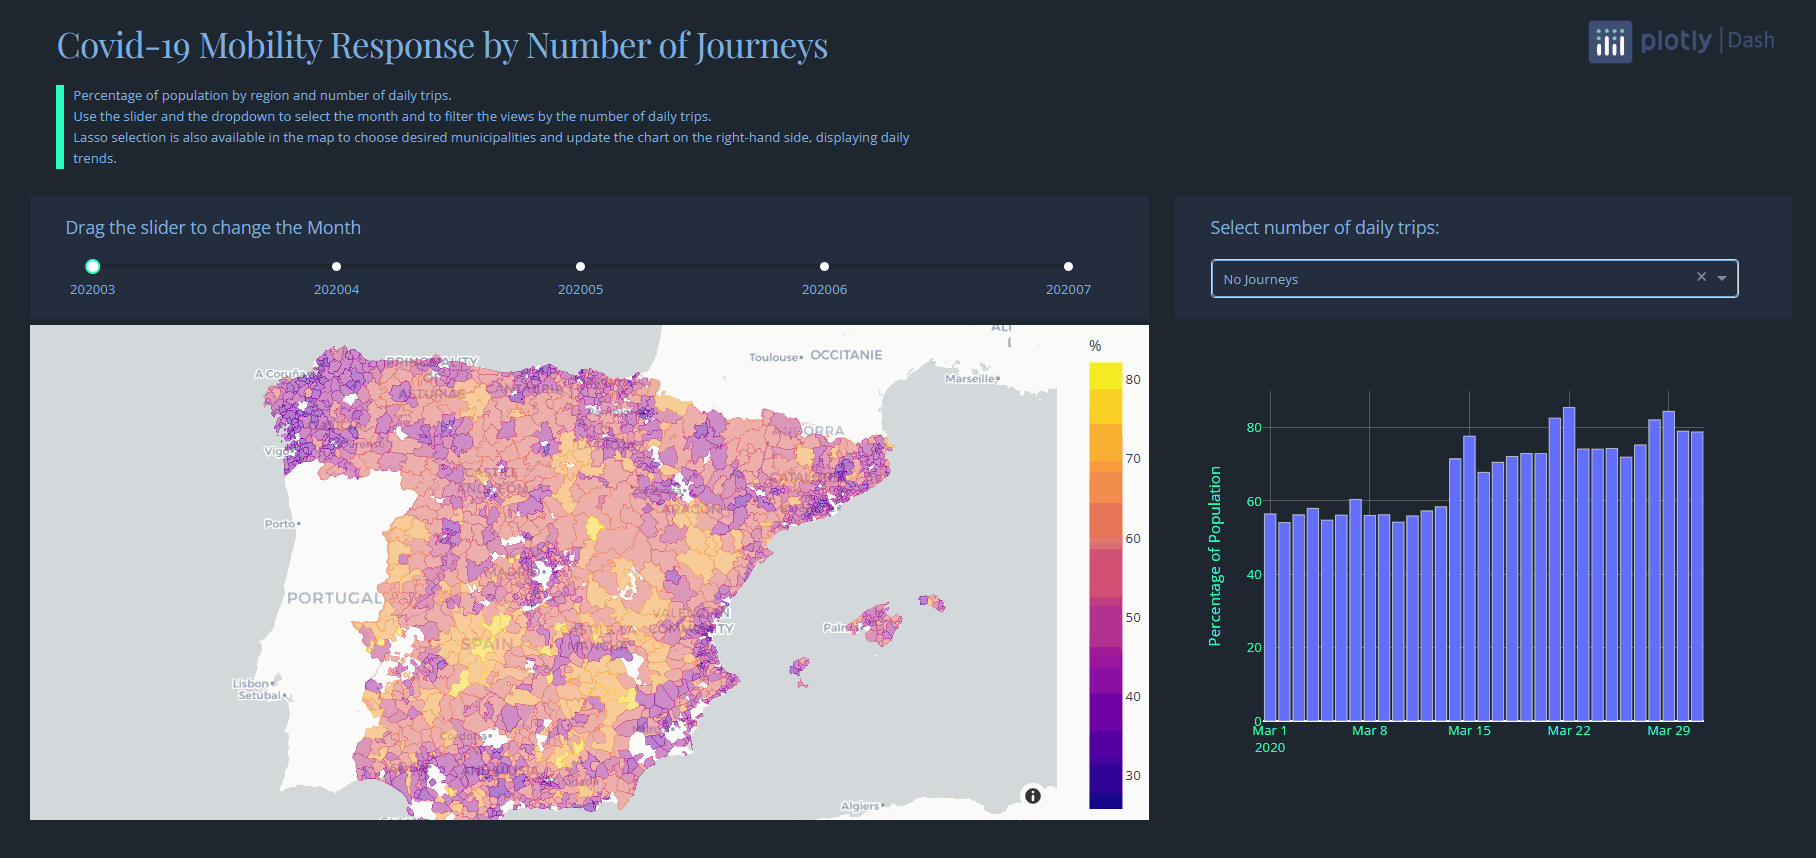 Covid-19 Mobility Response by Number of Journeys
plotly | Dash
Percentage of population by region and number of daily trips.
Use the slider and the dropdown to select the month and to filter the views by the number of daily trips.
Lasso selection is also available in the map to choose desired municipalities and update the chart on the right-hand side, displaying daily
trends.
Drag the slider to change the Month
202003 202004 202005 202006 202007
Select number of daily trips:
No Journeys
Toulouse OCCITANIE
Marseille
A Coruña
PRINCIPALITY
ASTURIAS
ANDORRA
Vigo
CASTILE
AND LEÓN
ARAGON
Porto
MADRID
PORTUGAL
VALENCIAN
COMMUNITY
MANCHA
SPAIN
Palma
Lisbon
Setúbal
Córdoba
Algiers
%
80
70
60
50
40
30
Percentage of Population
80
60
40
20
0
Mar 1 Mar 8 Mar 15 Mar 22 Mar 29
2020